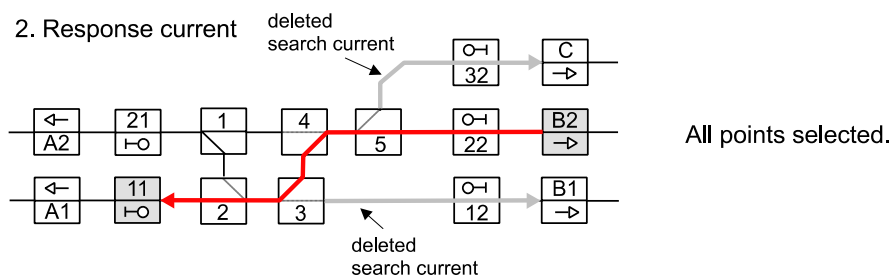 2. Response current
deleted
search current
C
32
21
1
4
5
22
B2
A2
All points selected.
11
2
3
12
B1
A1
deleted
search current